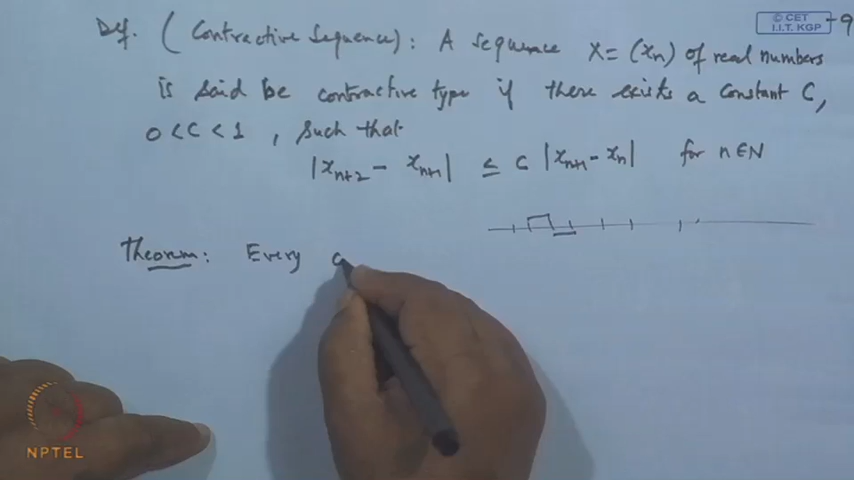 © CET
I.I.T. KGP
-9
Def. (Contractive Sequence): A sequence X = (xn) of real numbers
is said be contractive type if there exists a constant C,
0 < C < 1, such that
|xn+2 - xn+1| ≤ C |xn+1 - xn| for n∈N
Theorem: Every c
NPTEL